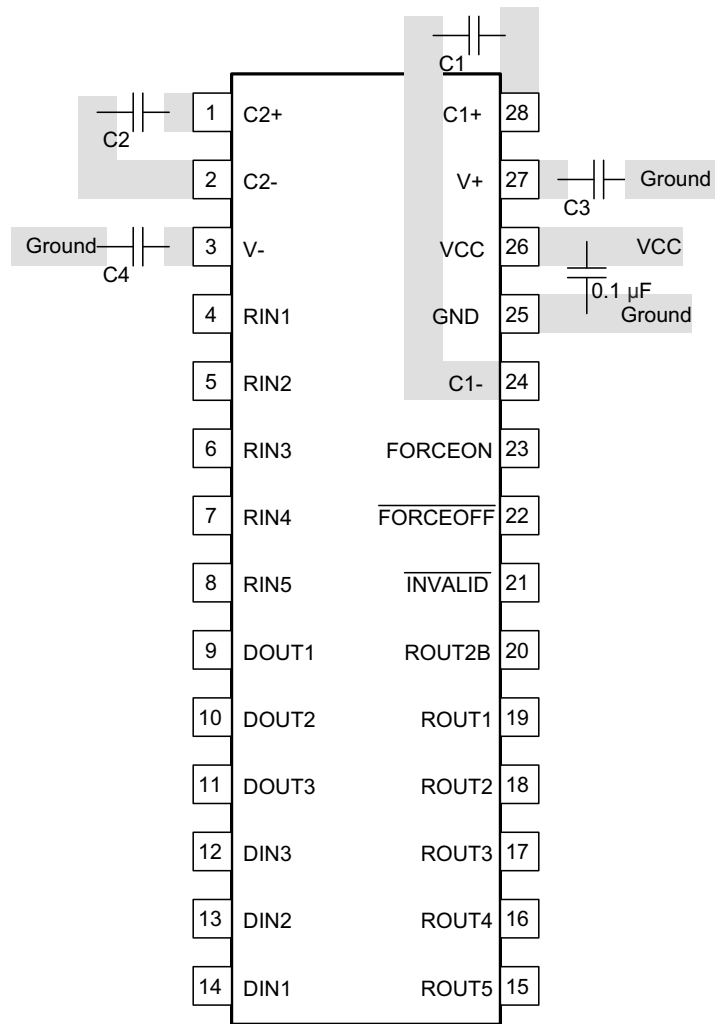 C1
1 C2+ C1+ 28
C2
2 C2- V+ 27 Ground
C3
Ground 3 V- VCC 26 VCC
C4
0.1 µF
4 RIN1 GND 25 Ground
5 RIN2 C1- 24
6 RIN3 FORCEON 23
7 RIN4 FORCEOFF 22
8 RIN5 INVALID 21
9 DOUT1 ROUT2B 20
10 DOUT2 ROUT1 19
11 DOUT3 ROUT2 18
12 DIN3 ROUT3 17
13 DIN2 ROUT4 16
14 DIN1 ROUT5 15